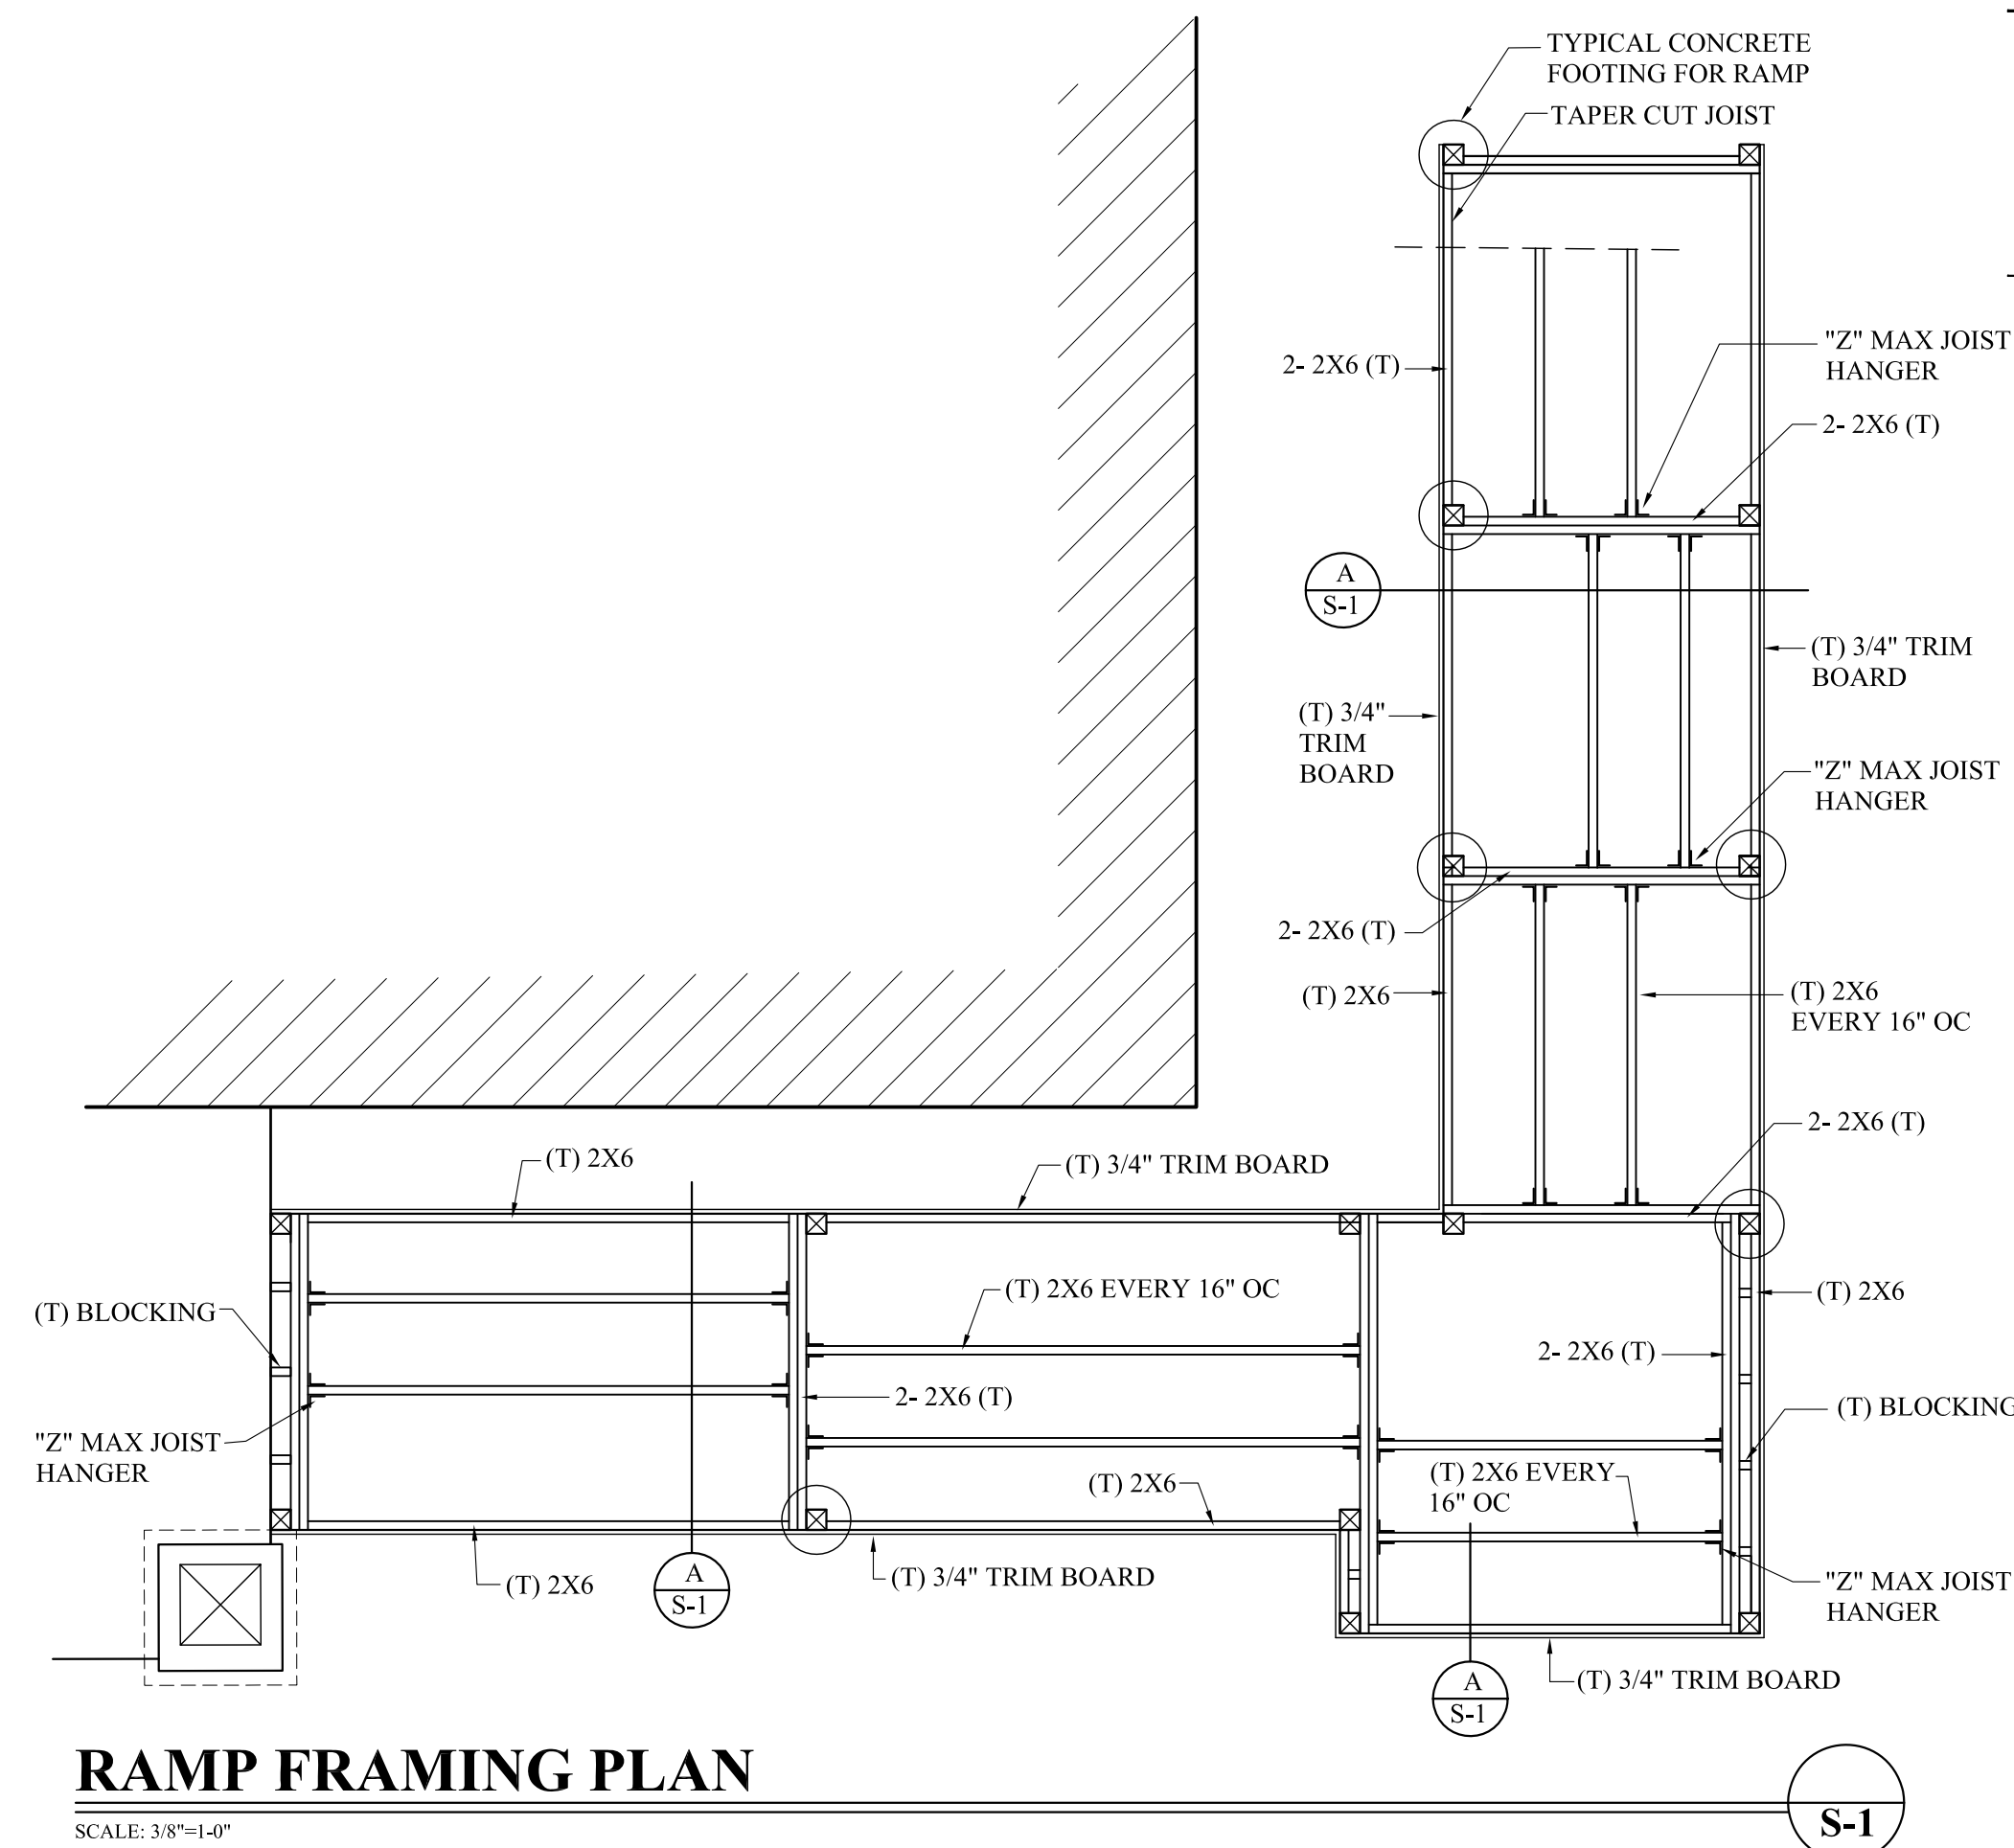 TYPICAL CONCRETE
FOOTING FOR RAMP
TAPER CUT JOIST
"Z" MAX JOIST
HANGER
2- 2X6 (T)
2- 2X6 (T)
A
S-1
(T) 3/4" TRIM
BOARD
(T) 3/4"
TRIM
BOARD
"Z" MAX JOIST
HANGER
2- 2X6 (T)
(T) 2X6
(T) 2X6
EVERY 16" OC
2- 2X6 (T)
(T) 2X6
(T) 3/4" TRIM BOARD
(T) BLOCKING
(T) 2X6 EVERY 16" OC
(T) 2X6
2- 2X6 (T)
2- 2X6 (T)
(T) BLOCKING
"Z" MAX JOIST
HANGER
(T) 2X6
(T) 2X6 EVERY
16" OC
(T) 2X6
A
S-1
(T) 3/4" TRIM BOARD
"Z" MAX JOIST
HANGER
A
S-1
(T) 3/4" TRIM BOARD
RAMP FRAMING PLAN
SCALE: 3/8"=1-0"
S-1